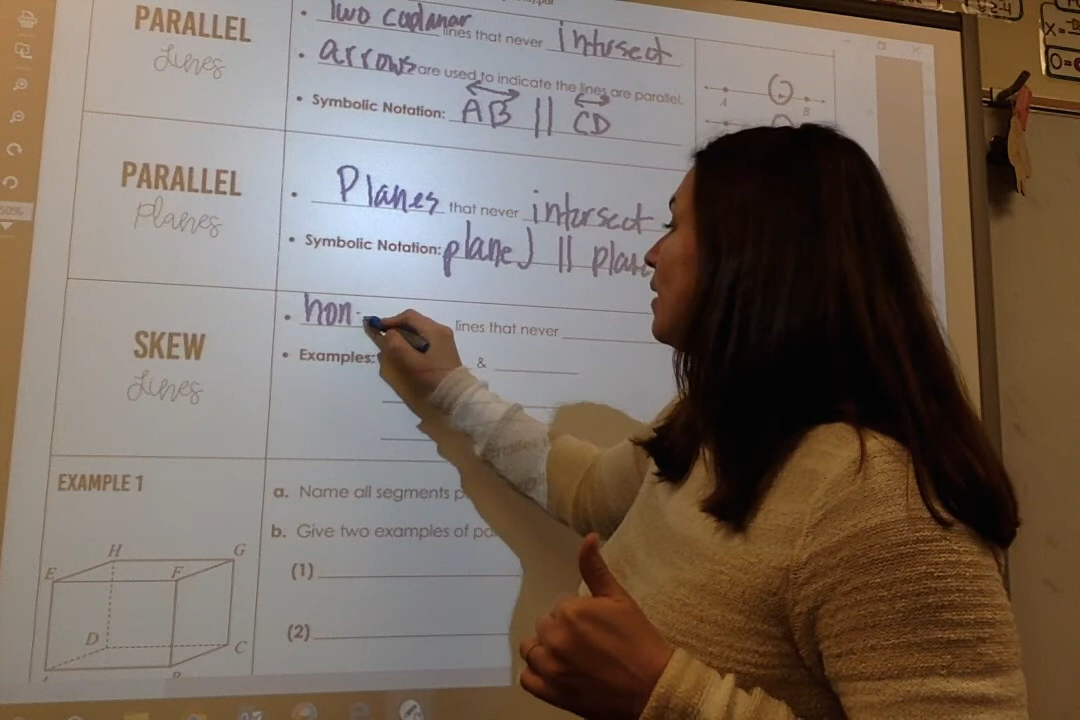 PARALLEL
Lines
• Two coplanar lines that never intersect
• arrows are used to indicate the lines are parallel.
• Symbolic Notation: AB || CD
A B
PARALLEL
Planes
• Planes that never intersect
• Symbolic Notation: plane J || plane
SKEW
Lines
• non- lines that never
• Examples: & 
EXAMPLE 1
a. Name all segments
b. Give two examples of
(1)
(2)
H G
E F
D C